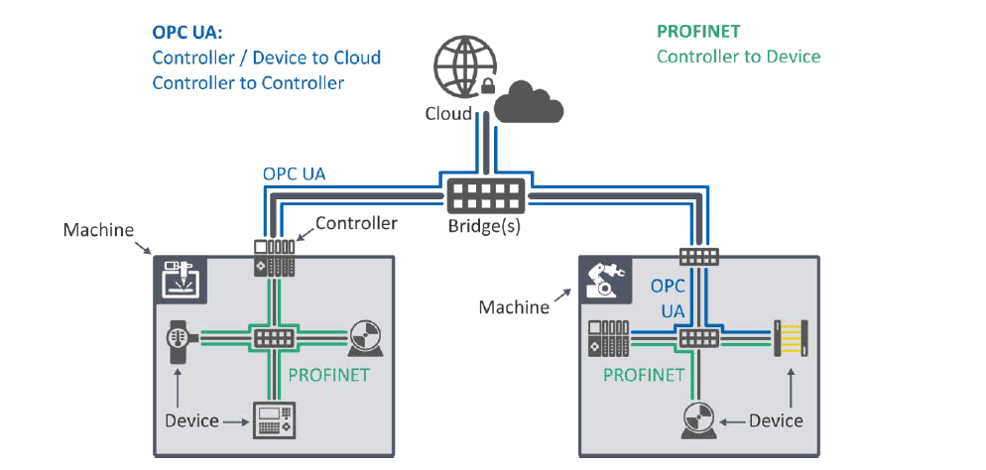 OPC UA:
Controller / Device to Cloud
Controller to Controller
PROFINET
Controller to Device
Cloud
OPC UA
Bridge(s)
Controller
Machine
Machine
OPC
UA
PROFINET
PROFINET
Device
Device